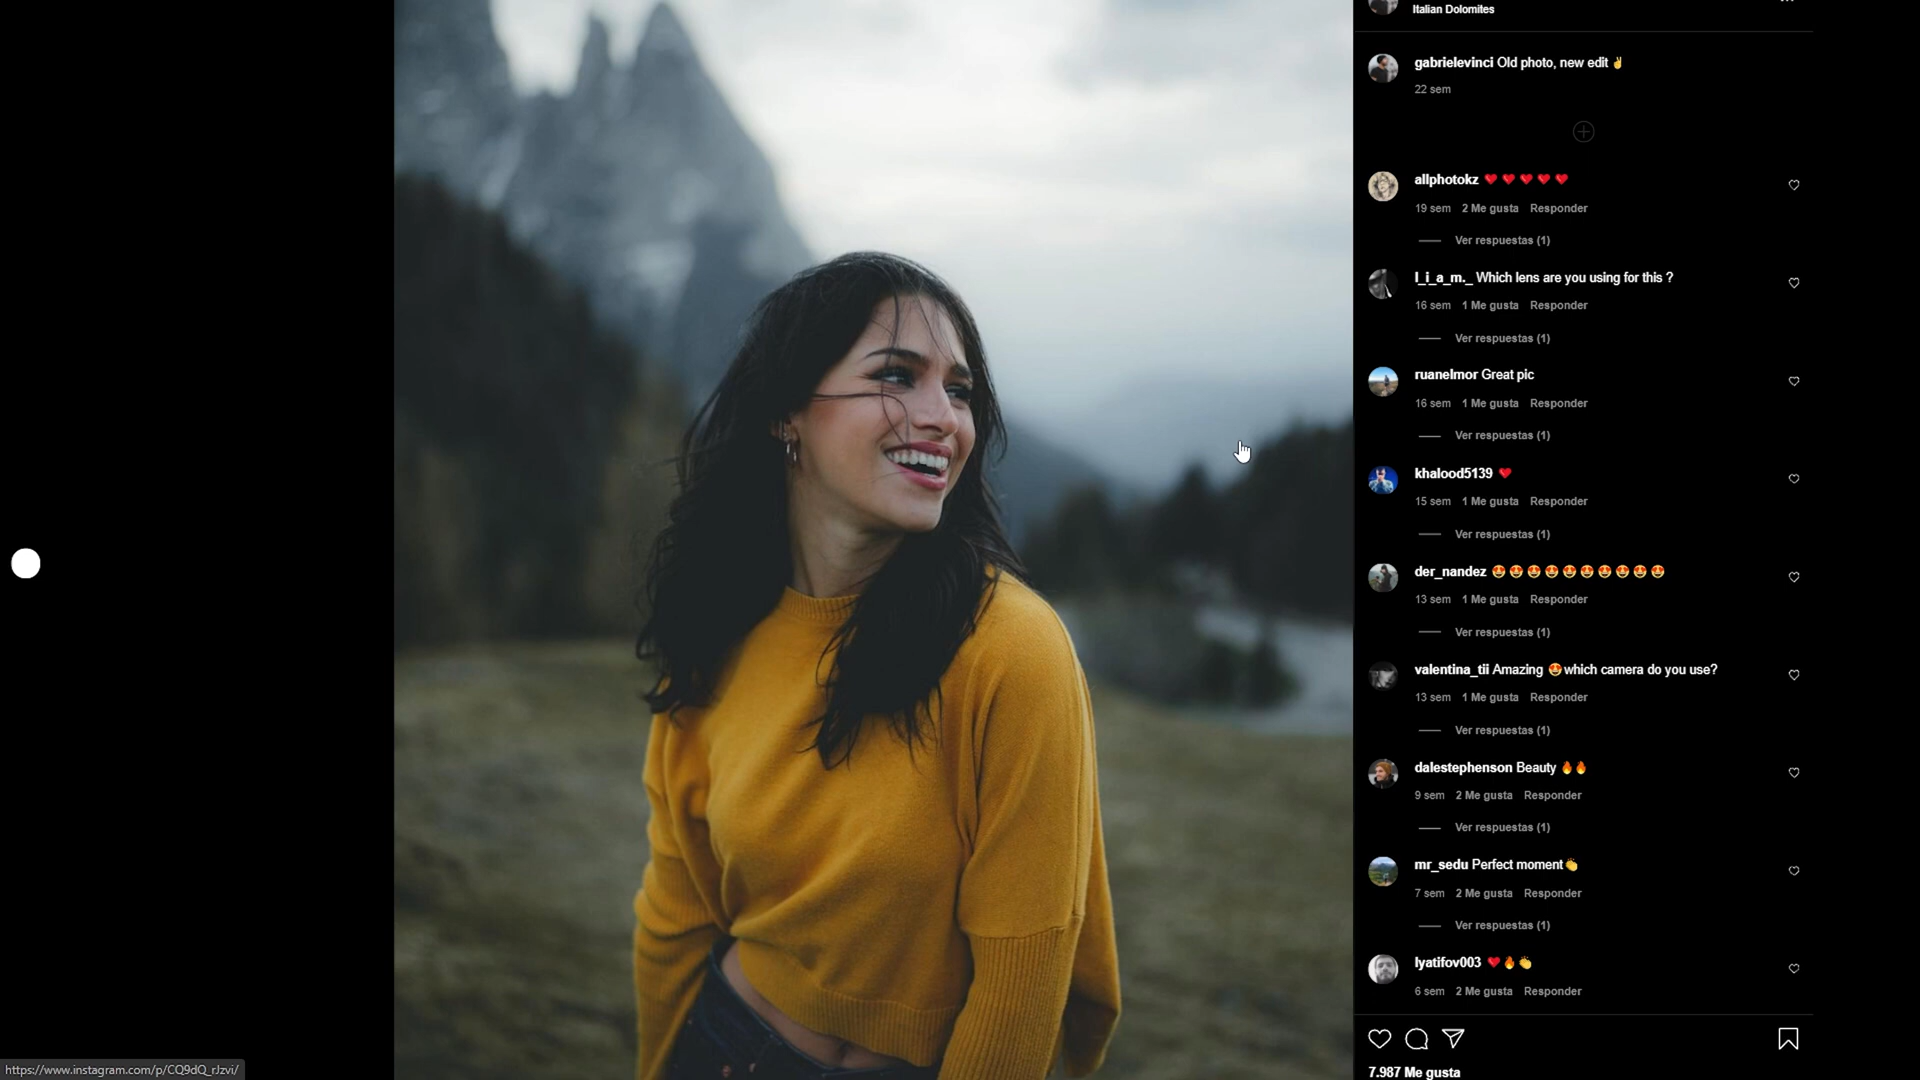 Italian Dolomites
gabrielevinci Old photo, new edit ✌
22 sem
allphotokz ❤❤❤❤❤
19 sem 2 Me gusta Responder
Ver respuestas (1)
l_i_a_m._ Which lens are you using for this ?
16 sem 1 Me gusta Responder
Ver respuestas (1)
ruanelmor Great pic
16 sem 1 Me gusta Responder
Ver respuestas (1)
khalood5139 ❤
15 sem 1 Me gusta Responder
Ver respuestas (1)
der_nandez 😍😍😍😍😍😍😍😍😍😍
13 sem 1 Me gusta Responder
Ver respuestas (1)
valentina_tii Amazing 😍which camera do you use?
13 sem 1 Me gusta Responder
Ver respuestas (1)
dalestephenson Beauty 🔥🔥
9 sem 2 Me gusta Responder
Ver respuestas (1)
mr_sedu Perfect moment👏
7 sem 2 Me gusta Responder
Ver respuestas (1)
lyatifov003 ❤🔥👏
6 sem 2 Me gusta Responder
7.987 Me gusta
https://www.instagram.com/p/CQ9dQ_rJzvi/